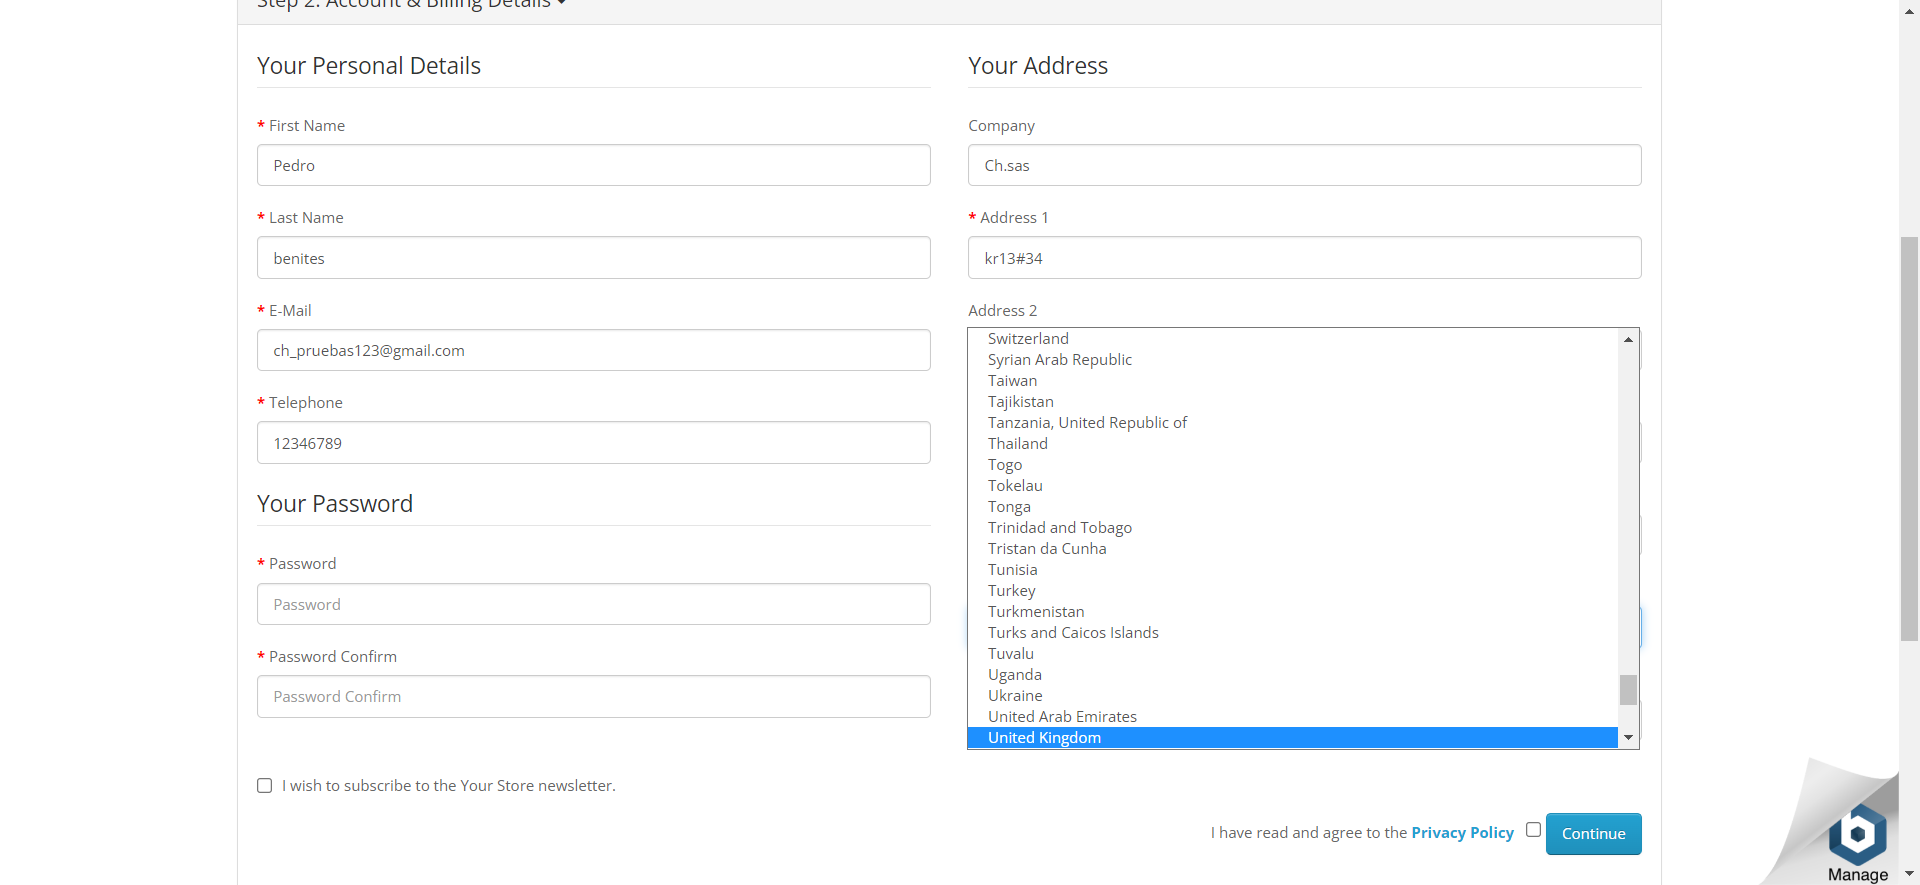 Step 2: Account & Billing Details
Your Personal Details
* First Name
Pedro
* Last Name
benites
* E-Mail
ch_pruebas123@gmail.com
* Telephone
12346789
Your Password
* Password
Password
* Password Confirm
Password Confirm
Your Address
Company
Ch.sas
* Address 1
kr13#34
Address 2
Switzerland
Syrian Arab Republic
Taiwan
Tajikistan
Tanzania, United Republic of
Thailand
Togo
Tokelau
Tonga
Trinidad and Tobago
Tristan da Cunha
Tunisia
Turkey
Turkmenistan
Turks and Caicos Islands
Tuvalu
Uganda
Ukraine
United Arab Emirates
United Kingdom
I wish to subscribe to the Your Store newsletter.
I have read and agree to the Privacy Policy
Continue
Manage